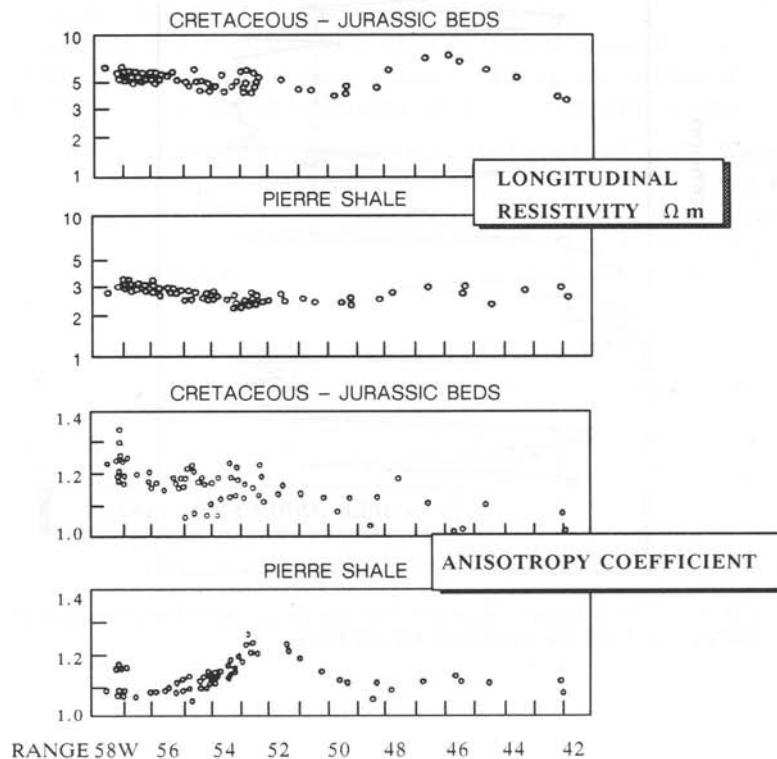 CRETACEOUS – JURASSIC BEDS
10
5
3
2
1
LONGITUDINAL
RESISTIVITY Ω m
PIERRE SHALE
10
5
3
2
1
CRETACEOUS – JURASSIC BEDS
1.4
1.2
1.0
ANISOTROPY COEFFICIENT
PIERRE SHALE
1.4
1.2
1.0
RANGE 58W 56 54 52 50 48 46 44 42